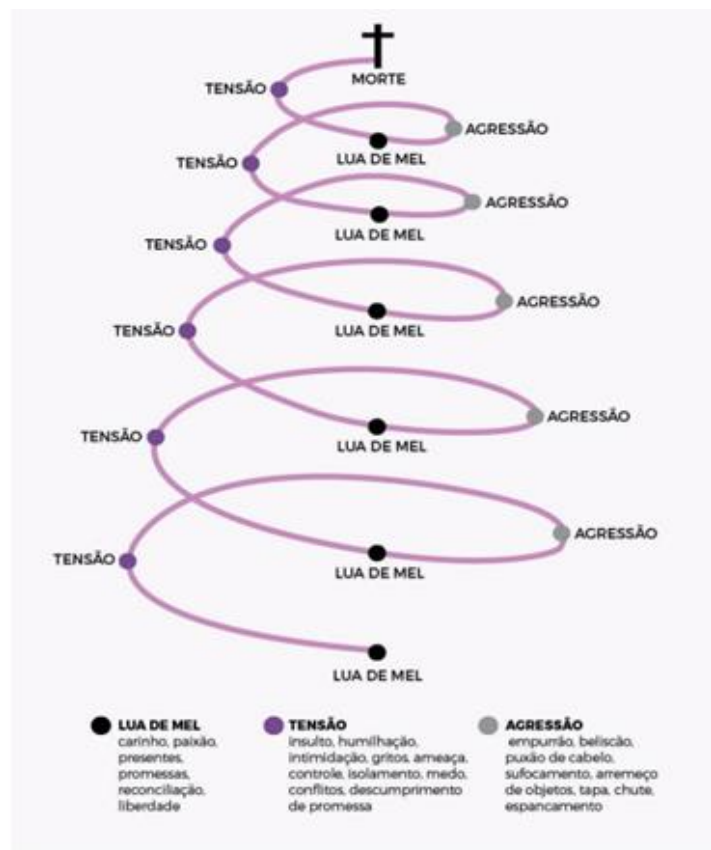 MORTE
TENSÃO
AGRESSÃO
LUA DE MEL
TENSÃO
AGRESSÃO
LUA DE MEL
TENSÃO
AGRESSÃO
LUA DE MEL
TENSÃO
AGRESSÃO
LUA DE MEL
TENSÃO
AGRESSÃO
LUA DE MEL
TENSÃO
LUA DE MEL
LUA DE MEL
carinho, paixão,
presentes,
promessas,
reconciliação,
liberdade
TENSÃO
insulto, humilhação,
intimidação, gritos, ameaça,
controle, isolamento, medo,
conflitos, descumprimento
de promessa
AGRESSÃO
empurrão, beliscão,
puxão de cabelo,
sufocamento, arremeço
de objetos, tapa, chute,
espancamento